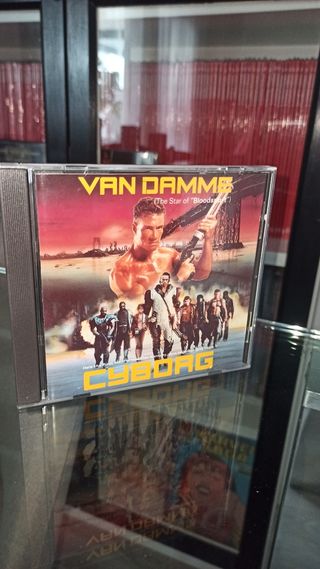 VAN DAMME
(The Star of "Bloodsport")
CYBORG